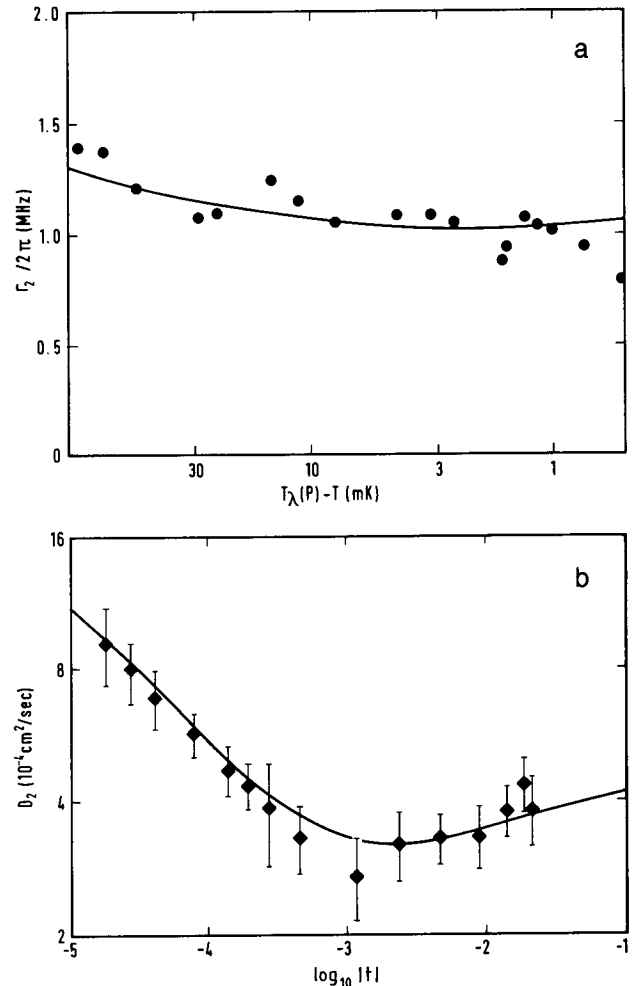 a
2.0
1.5
1.0
0.5
0
Γ₂/2π (MHz)
30 10 3 1
Tλ(P)-T (mK)
b
16
8
4
2
D₂ (10⁻⁴cm²/sec)
-5 -4 -3 -2 -1
log₁₀ |t|